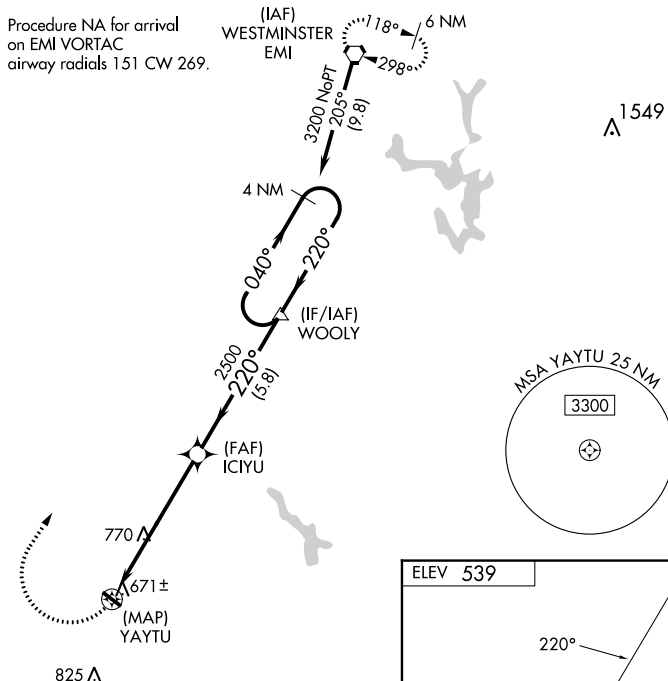 Procedure NA for arrival
on EMI VORTAC
airway radials 151 CW 269.
(IAF)
WESTMINSTER
EMI
118°
6 NM
298°
3200 NoPT
205°
(9.8)
1549
4 NM
040°
220°
(IF/IAF)
WOOLY
2500
220°
(5.8)
MSA YAYTU 25 NM
3300
(FAF)
ICIYU
770
671±
(MAP)
YAYTU
825
ELEV 539
220°